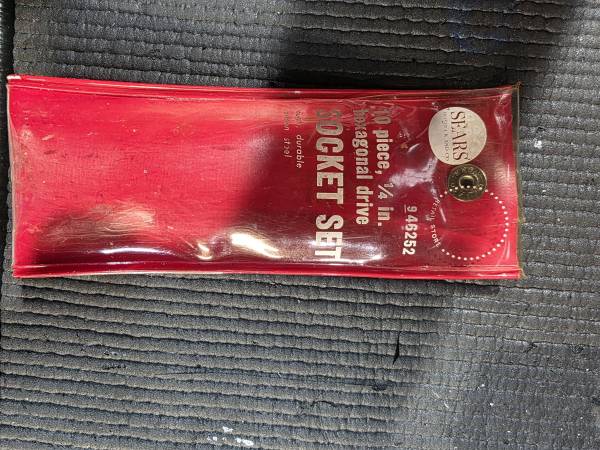 SEARS
9 46252
10 piece, 1/4 in.
hexagonal drive
SOCKET SET
durable
steel